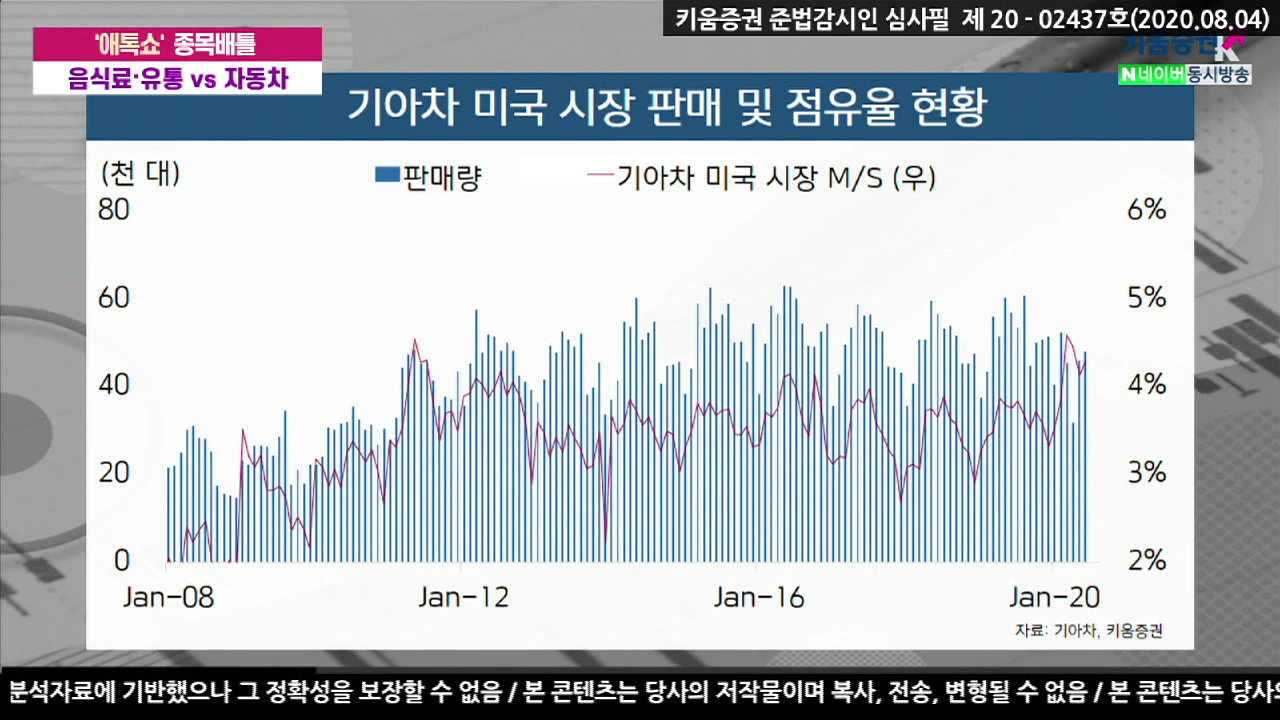 키움증권 준법감시인 심사필 제 20 - 02437호(2020.08.04)
'애톡쇼' 종목배틀
음식료·유통 vs 자동차
키움증권
N 네이버 동시방송
기아차 미국 시장 판매 및 점유율 현황
(천 대)
판매량
기아차 미국 시장 M/S (우)
80
60
40
20
0
6%
5%
4%
3%
2%
Jan-08
Jan-12
Jan-16
Jan-20
자료: 기아차, 키움증권
분석자료에 기반했으나 그 정확성을 보장할 수 없음 / 본 콘텐츠는 당사의 저작물이며 복사, 전송, 변형될 수 없음 / 본 콘텐츠는 당사의